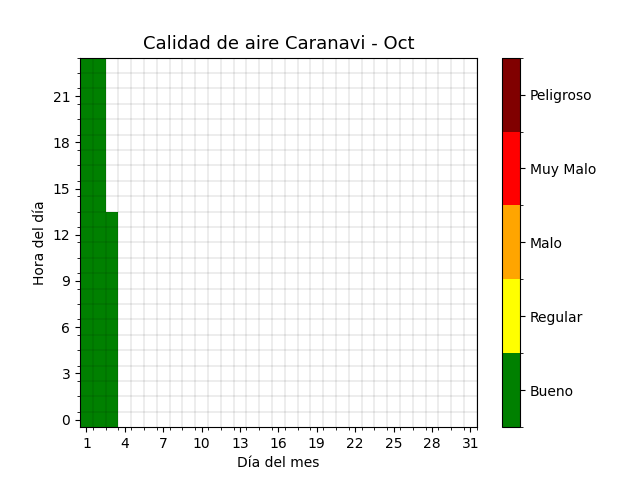 Calidad de aire Caranavi - Oct
21
18
15
12
9
6
3
0
Hora del día
1 4 7 10 13 16 19 22 25 28 31
Día del mes
Peligroso
Muy Malo
Malo
Regular
Bueno